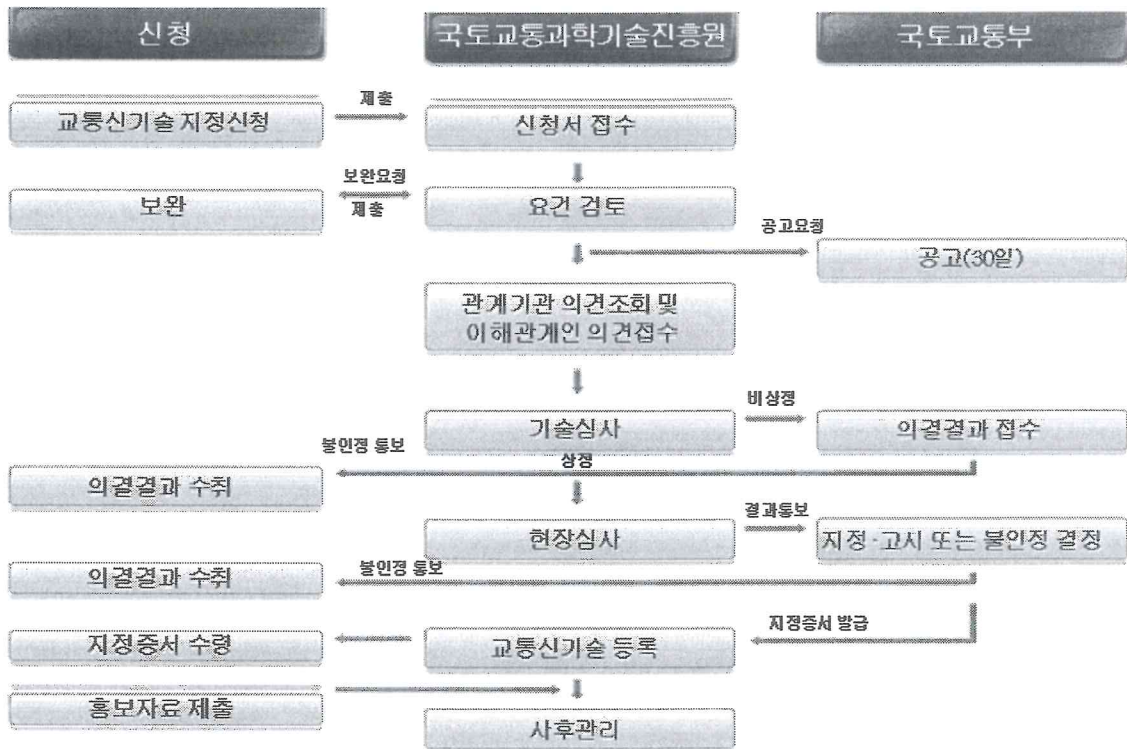 신청
국토교통과학기술진흥원
국토교통부
교통신기술 지정신청
제출
신청서 접수
보완
보완요청
제출
요건 검토
공고요청
공고(30일)
관계기관 의견조회 및
이해관계인 의견접수
기술심사
비상정
의결결과 접수
불인정 통보
상정
의결결과 수취
현장심사
결과통보
지정·고시 또는 불인정 결정
의결결과 수취
불인정 통보
지정증서 발급
지정증서 수령
교통신기술 등록
홍보자료 제출
사후관리